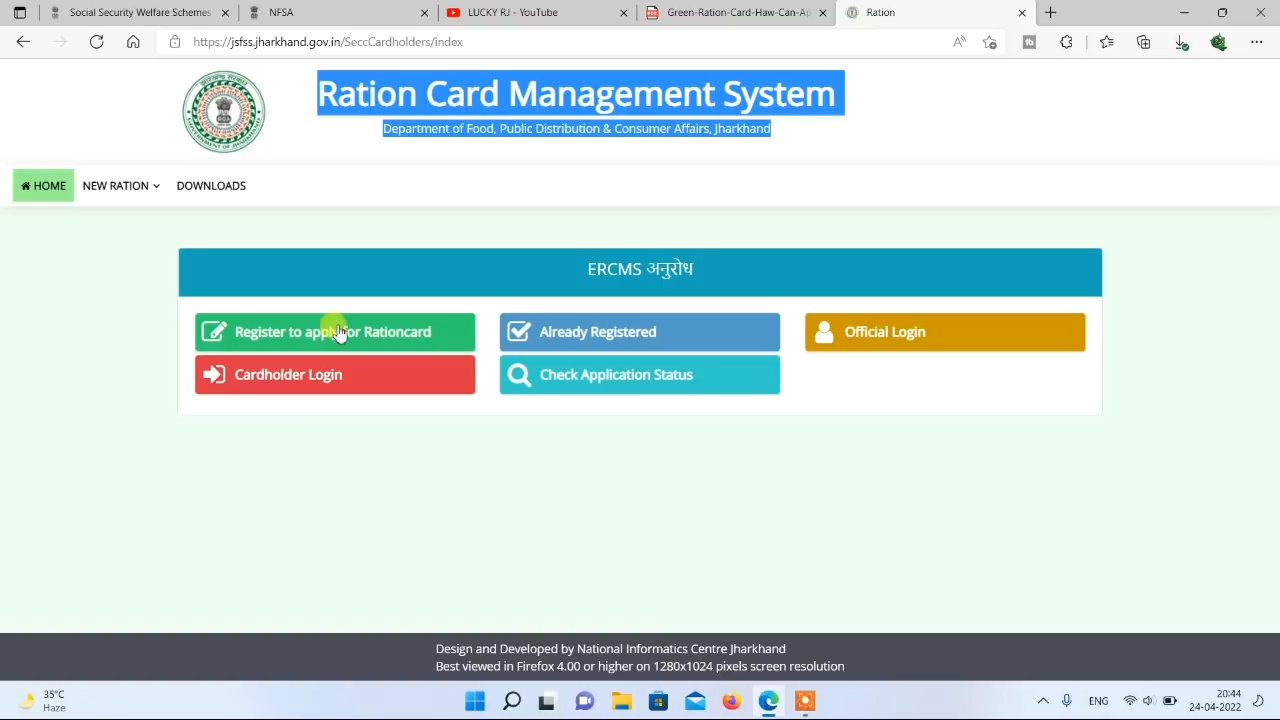 Social Security Welfare Schemes
NFSA
LUCKY RJ - YouTube
Green-Ration-Card-Haw-Can-Ap
Ration
https://jsfss.jharkhand.gov.in/SeccCardholders/index
Ration Card Management System
Department of Food, Public Distribution & Consumer Affairs, Jharkhand
HOME NEW RATION DOWNLOADS
ERCMS अनुरोध
Register to apply for Rationcard
Already Registered
Official Login
Cardholder Login
Check Application Status
Design and Developed by National Informatics Centre Jharkhand
Best viewed in Firefox 4.00 or higher on 1280x1024 pixels screen resolution
35°C
Haze
ENG
20:44
24-04-2022